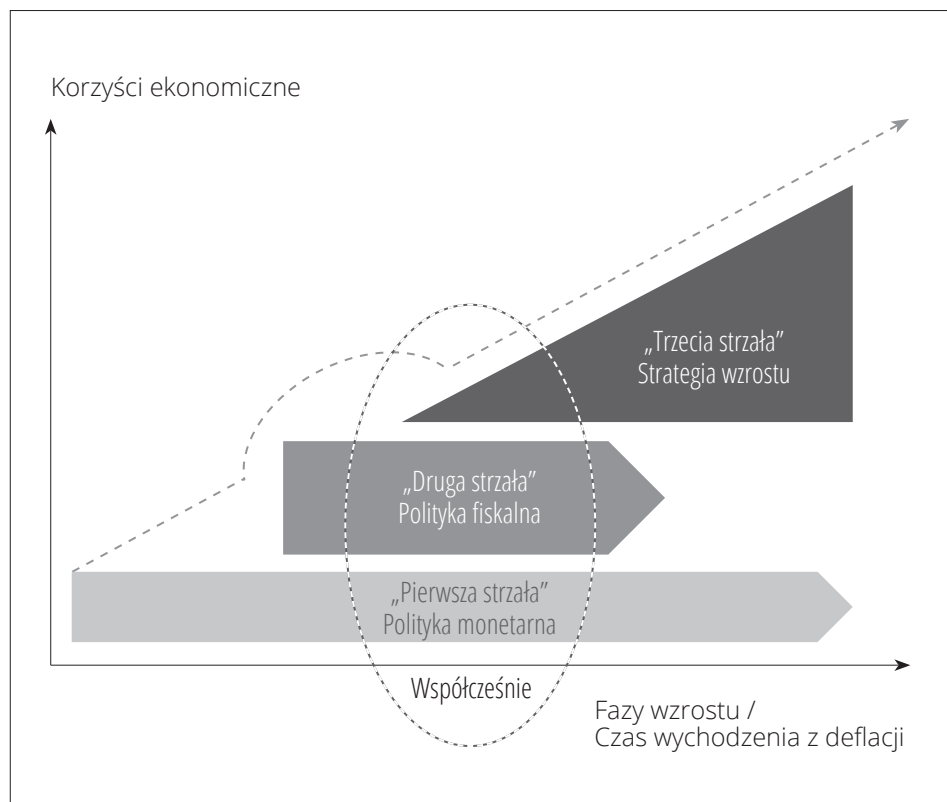 Korzyści ekonomiczne
„Trzecia strzała”
Strategia wzrostu
„Druga strzała”
Polityka fiskalna
„Pierwsza strzała”
Polityka monetarna
Współcześnie
Fazy wzrostu /
Czas wychodzenia z deflacji